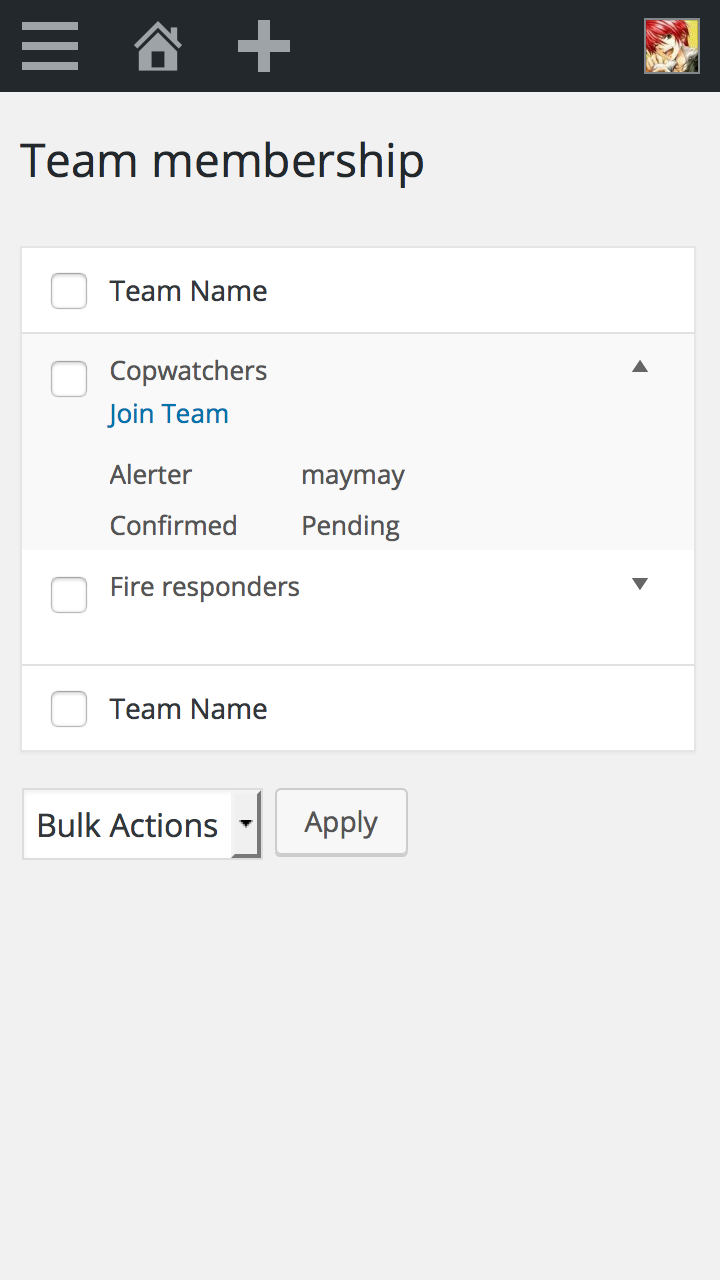 Team membership
Team Name
Copwatchers
Join Team
Alerter maymay
Confirmed Pending
Fire responders
Team Name
Bulk Actions Apply